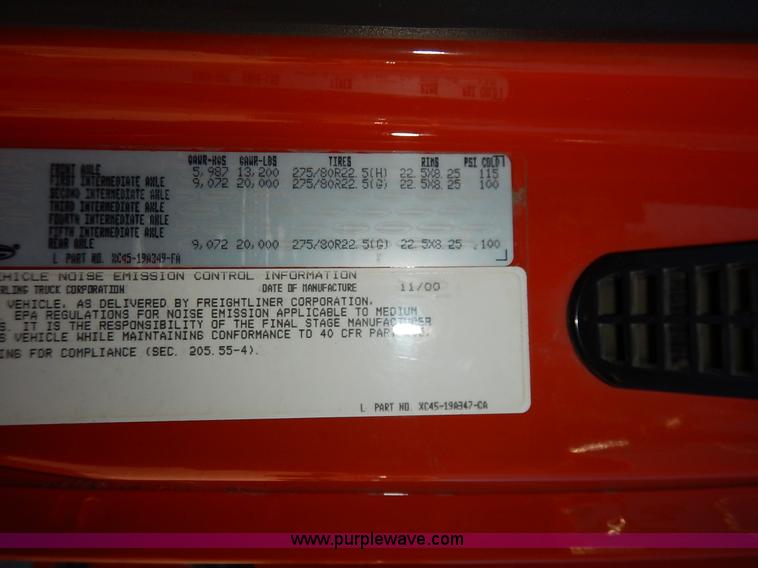 GAWR-KGS GAWR-LBS TIRES RIMS PSI COLD
FRONT AXLE 5,987 13,200 275/80R22.5(H) 22.5X8.25 115
FIRST INTERMEDIATE AXLE 9,072 20,000 275/80R22.5(G) 22.5X8.25 100
SECOND INTERMEDIATE AXLE
THIRD INTERMEDIATE AXLE
FOURTH INTERMEDIATE AXLE
FIFTH INTERMEDIATE AXLE
REAR AXLE 9,072 20,000 275/80R22.5(G) 22.5X8.25 100
L PART NO. XC45-19A349-FA
EHICLE NOISE EMISSION CONTROL INFORMATION
ERLING TRUCK CORPORATION DATE OF MANUFACTURE 11/00
VEHICLE, AS DELIVERED BY FREIGHTLINER CORPORATION,
EPA REGULATIONS FOR NOISE EMISSION APPLICABLE TO MEDIUM
S. IT IS THE RESPONSIBILITY OF THE FINAL STAGE MANUFACTURER
S VEHICLE WHILE MAINTAINING CONFORMANCE TO 40 CFR PART
ING FOR COMPLIANCE (SEC. 205.55-4).
L PART NO. XC45-19A347-CA
www.purplewave.com